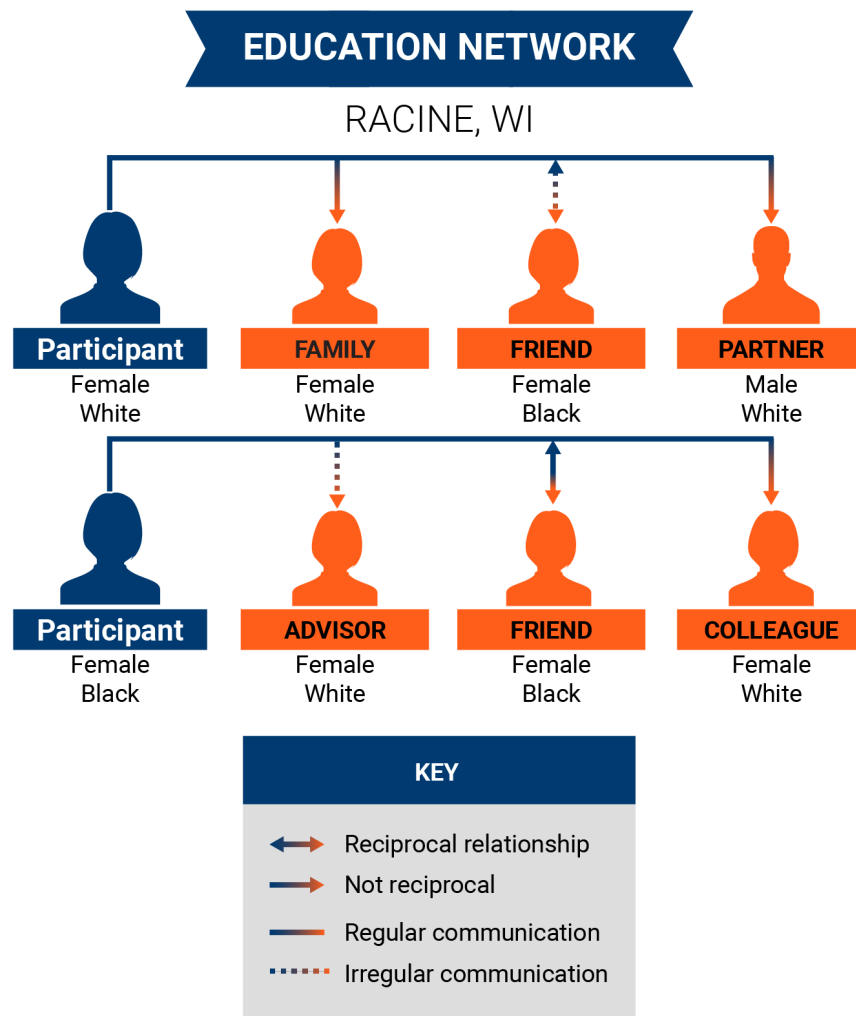 EDUCATION NETWORK
RACINE, WI
Participant
Female
White
FAMILY
Female
White
FRIEND
Female
Black
PARTNER
Male
White
Participant
Female
Black
ADVISOR
Female
White
FRIEND
Female
Black
COLLEAGUE
Female
White
KEY
Reciprocal relationship
Not reciprocal
Regular communication
Irregular communication